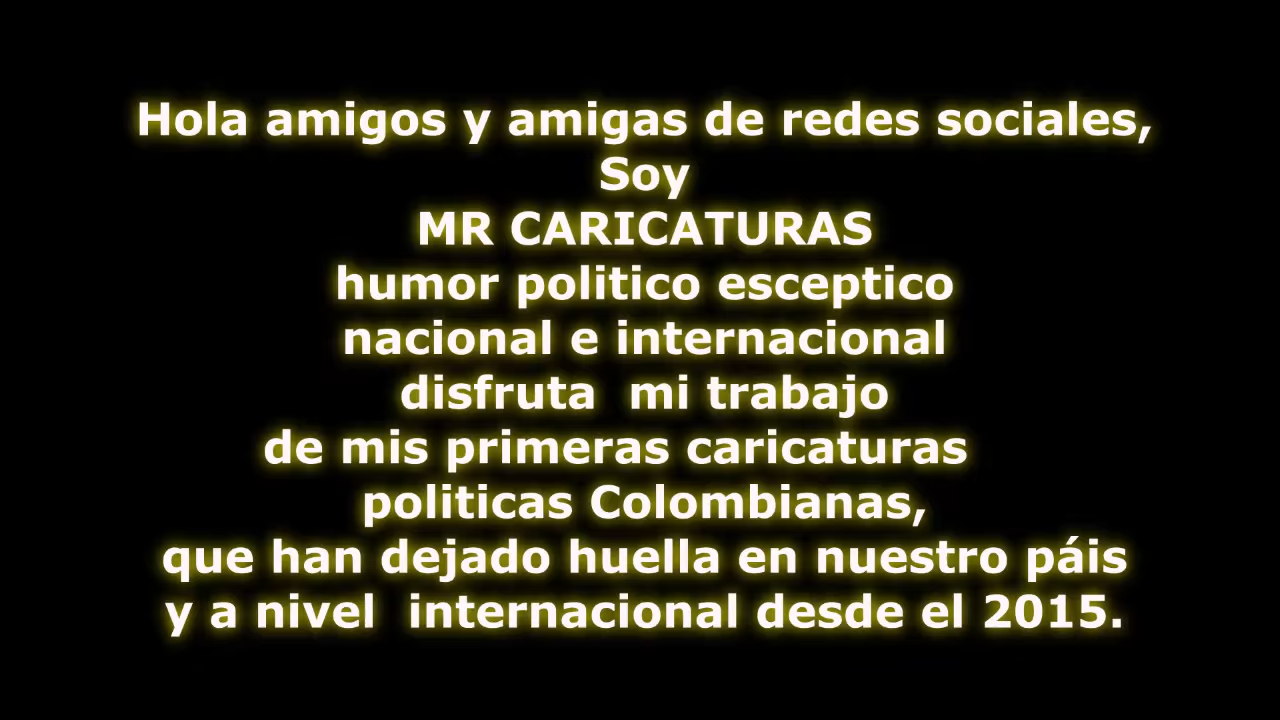 Hola amigos y amigas de redes sociales,
Soy
MR CARICATURAS
humor politico esceptico
nacional e internacional
disfruta  mi trabajo
de mis primeras caricaturas
politicas Colombianas,
que han dejado huella en nuestro páis
y a nivel  internacional desde el 2015.